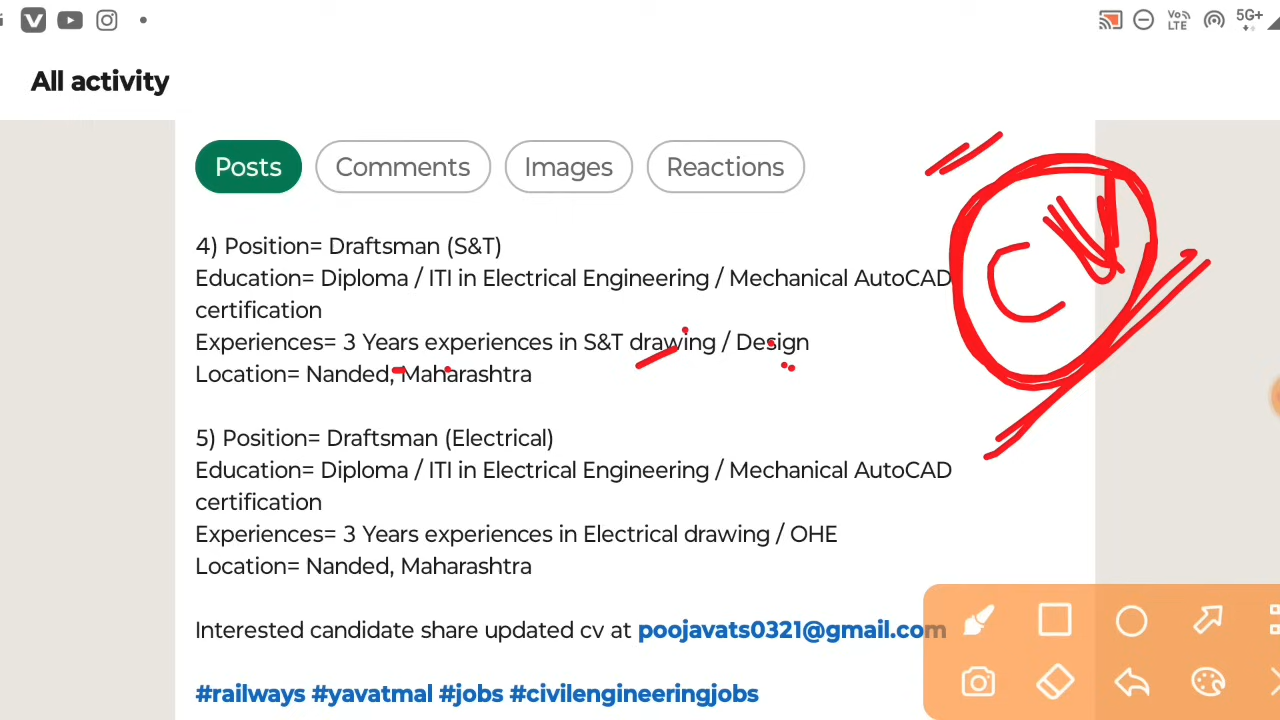 Vo))
LTE
5G+
All activity
Posts Comments Images Reactions
4) Position= Draftsman (S&T)
Education= Diploma / ITI in Electrical Engineering / Mechanical AutoCAD
certification
Experiences= 3 Years experiences in S&T drawing / Design
Location= Nanded, Maharashtra
CV
5) Position= Draftsman (Electrical)
Education= Diploma / ITI in Electrical Engineering / Mechanical AutoCAD
certification
Experiences= 3 Years experiences in Electrical drawing / OHE
Location= Nanded, Maharashtra
Interested candidate share updated cv at poojavats0321@gmail.com
#railways #yavatmal #jobs #civilengineeringjobs